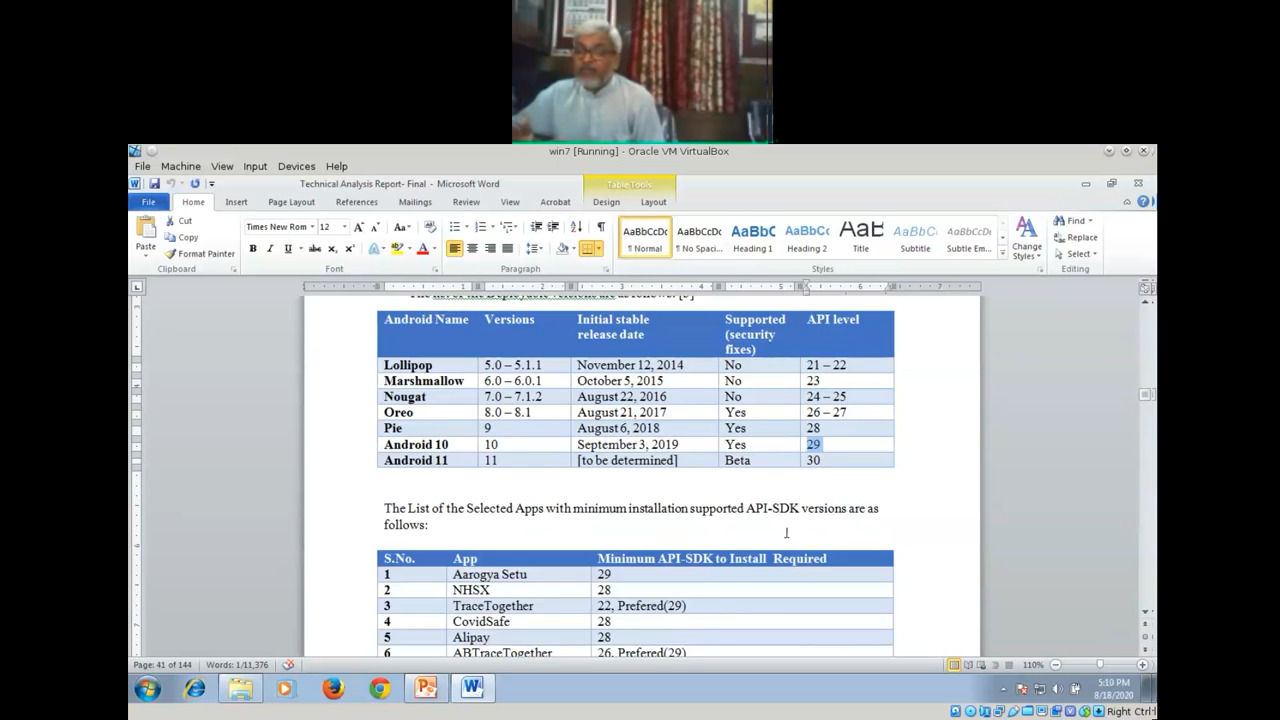 win7 [Running] - Oracle VM VirtualBox
File Machine View Input Devices Help
Technical Analysis Report- Final - Microsoft Word
Table Tools
File Home Insert Page Layout References Mailings Review View Acrobat Design Layout
Paste
Cut
Copy
Format Painter
Clipboard
Times New Rom 12
Font
Paragraph
AaBbCcDc
¶ Normal
AaBbCcDc
¶ No Spaci...
AaBbC
Heading 1
AaBbCc
Heading 2
AaB
Title
AaBbCc.
Subtitle
AaBbCcDc
Subtle Em...
Styles
Change
Styles
Find
Replace
Select
Editing
The list of the Deployable versions are as follows: [5]
Android Name Versions Initial stable release date Supported (security fixes) API level
Lollipop 5.0 – 5.1.1 November 12, 2014 No 21 – 22
Marshmallow 6.0 – 6.0.1 October 5, 2015 No 23
Nougat 7.0 – 7.1.2 August 22, 2016 No 24 – 25
Oreo 8.0 – 8.1 August 21, 2017 Yes 26 – 27
Pie 9 August 6, 2018 Yes 28
Android 10 10 September 3, 2019 Yes 29
Android 11 11 [to be determined] Beta 30
The List of the Selected Apps with minimum installation supported API-SDK versions are as
follows:
S.No. App Minimum API-SDK to Install Required
1 Aarogya Setu 29
2 NHSX 28
3 TraceTogether 22, Prefered(29)
4 CovidSafe 28
5 Alipay 28
6 ABTraceTogether 26, Prefered(29)
Page: 41 of 144 Words: 1/11,376 110%
5:10 PM
8/18/2020
Right Ctrl